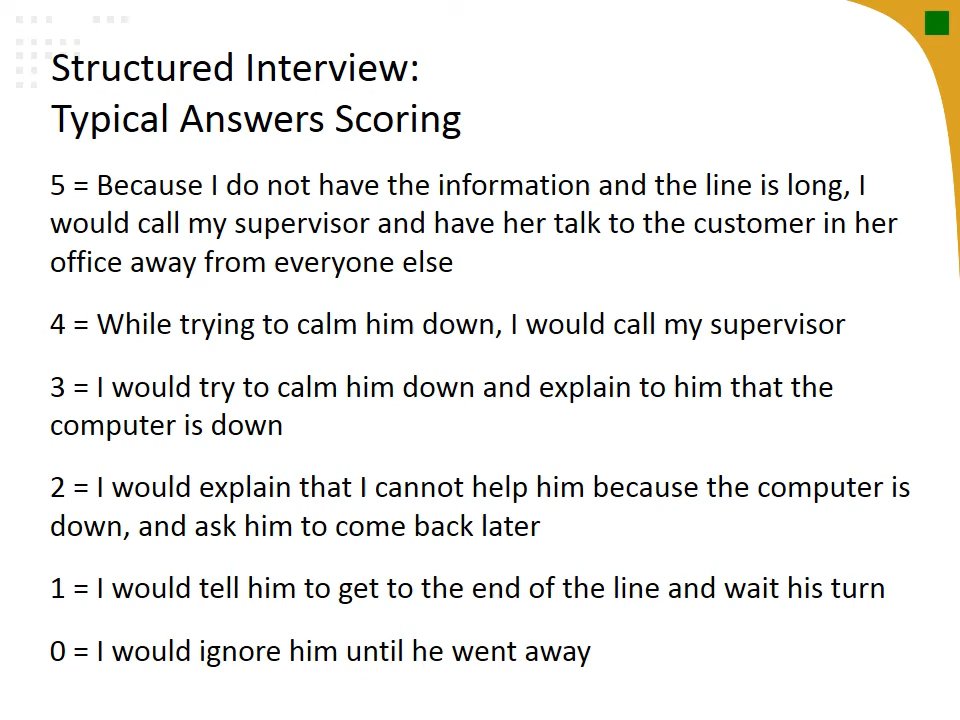 Structured Interview:
Typical Answers Scoring
5 = Because I do not have the information and the line is long, I
would call my supervisor and have her talk to the customer in her
office away from everyone else
4 = While trying to calm him down, I would call my supervisor
3 = I would try to calm him down and explain to him that the
computer is down
2 = I would explain that I cannot help him because the computer is
down, and ask him to come back later
1 = I would tell him to get to the end of the line and wait his turn
0 = I would ignore him until he went away